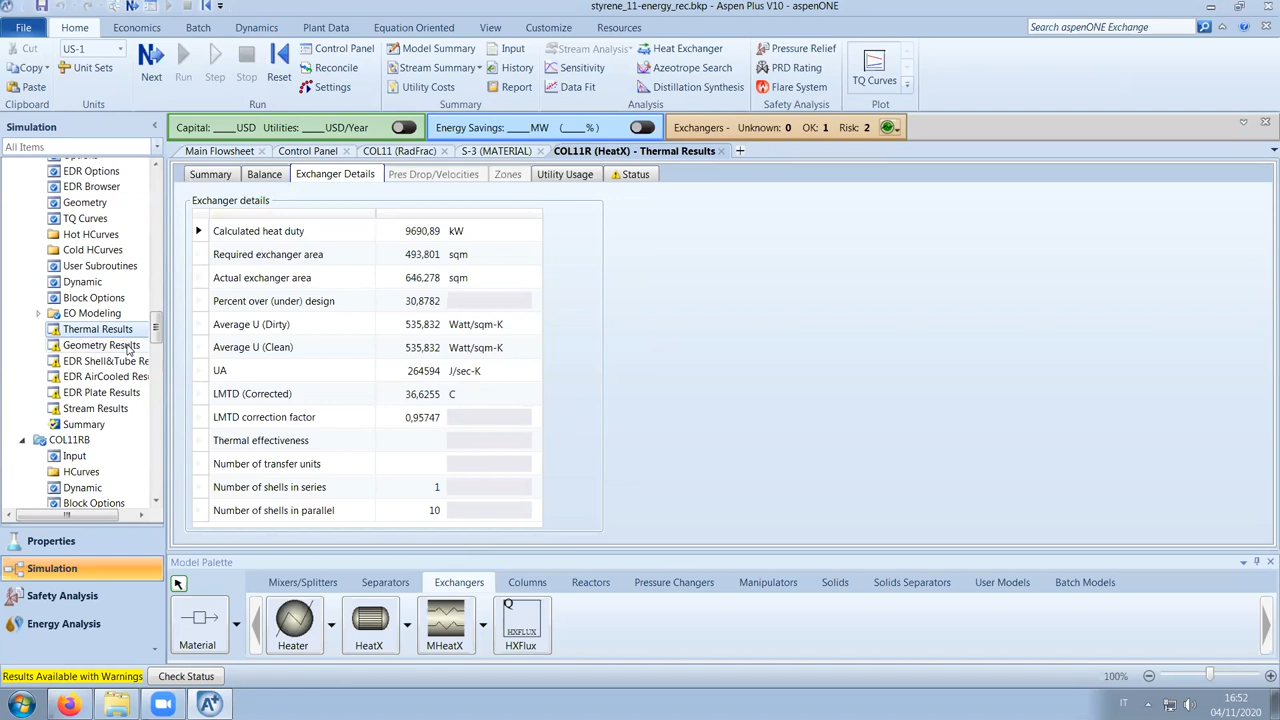 styrene_11-energy_rec.bkp - Aspen Plus V10 - aspenONE
File Home Economics Batch Dynamics Plant Data Equation Oriented View Customize Resources Search aspenONE Exchange
Cut US-1 Control Panel Model Summary Input Stream Analysis Heat Exchanger Pressure Relief
Copy Unit Sets Next Run Step Stop Reset Reconcile Stream Summary History Sensitivity Azeotrope Search PRD Rating TQ Curves
Paste Settings Utility Costs Report Data Fit Distillation Synthesis Flare System
Clipboard Units Run Summary Analysis Safety Analysis Plot
Simulation Capital: ____USD Utilities: ____USD/Year Energy Savings: ____MW (____%) Exchangers - Unknown: 0 OK: 1 Risk: 2
All Items Main Flowsheet Control Panel COL11 (RadFrac) S-3 (MATERIAL) COL11R (HeatX) - Thermal Results
Options
EDR Options Summary Balance Exchanger Details Pres Drop/Velocities Zones Utility Usage Status
EDR Browser
Geometry Exchanger details
TQ Curves
Hot HCurves Calculated heat duty 9690,89 kW
Cold HCurves Required exchanger area 493,801 sqm
User Subroutines
Dynamic Actual exchanger area 646,278 sqm
Block Options Percent over (under) design 30,8782
EO Modeling
Thermal Results Average U (Dirty) 535,832 Watt/sqm-K
Geometry Results Average U (Clean) 535,832 Watt/sqm-K
EDR Shell&Tube Re
EDR AirCooled Res UA 264594 J/sec-K
EDR Plate Results LMTD (Corrected) 36,6255 C
Stream Results LMTD correction factor 0,95747
Summary
COL11RB Thermal effectiveness
Input Number of transfer units
HCurves
Dynamic Number of shells in series 1
Block Options Number of shells in parallel 10
Properties
Model Palette
Simulation
Mixers/Splitters Separators Exchangers Columns Reactors Pressure Changers Manipulators Solids Solids Separators User Models Batch Models
Safety Analysis
Energy Analysis
Q
Material Heater HeatX MHeatX HXFlux
Results Available with Warnings Check Status 100%
IT 16:52
04/11/2020